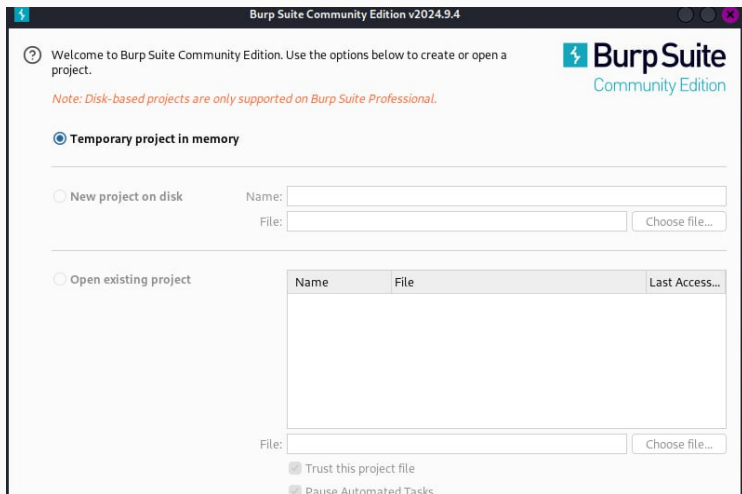 Burp Suite Community Edition v2024.9.4
Welcome to Burp Suite Community Edition. Use the options below to create or open a
project.
Note: Disk-based projects are only supported on Burp Suite Professional.
Burp Suite
Community Edition
Temporary project in memory
New project on disk Name:
File: Choose file...
Open existing project
Name File Last Access...
File: Choose file...
Trust this project file
Pause Automated Tasks